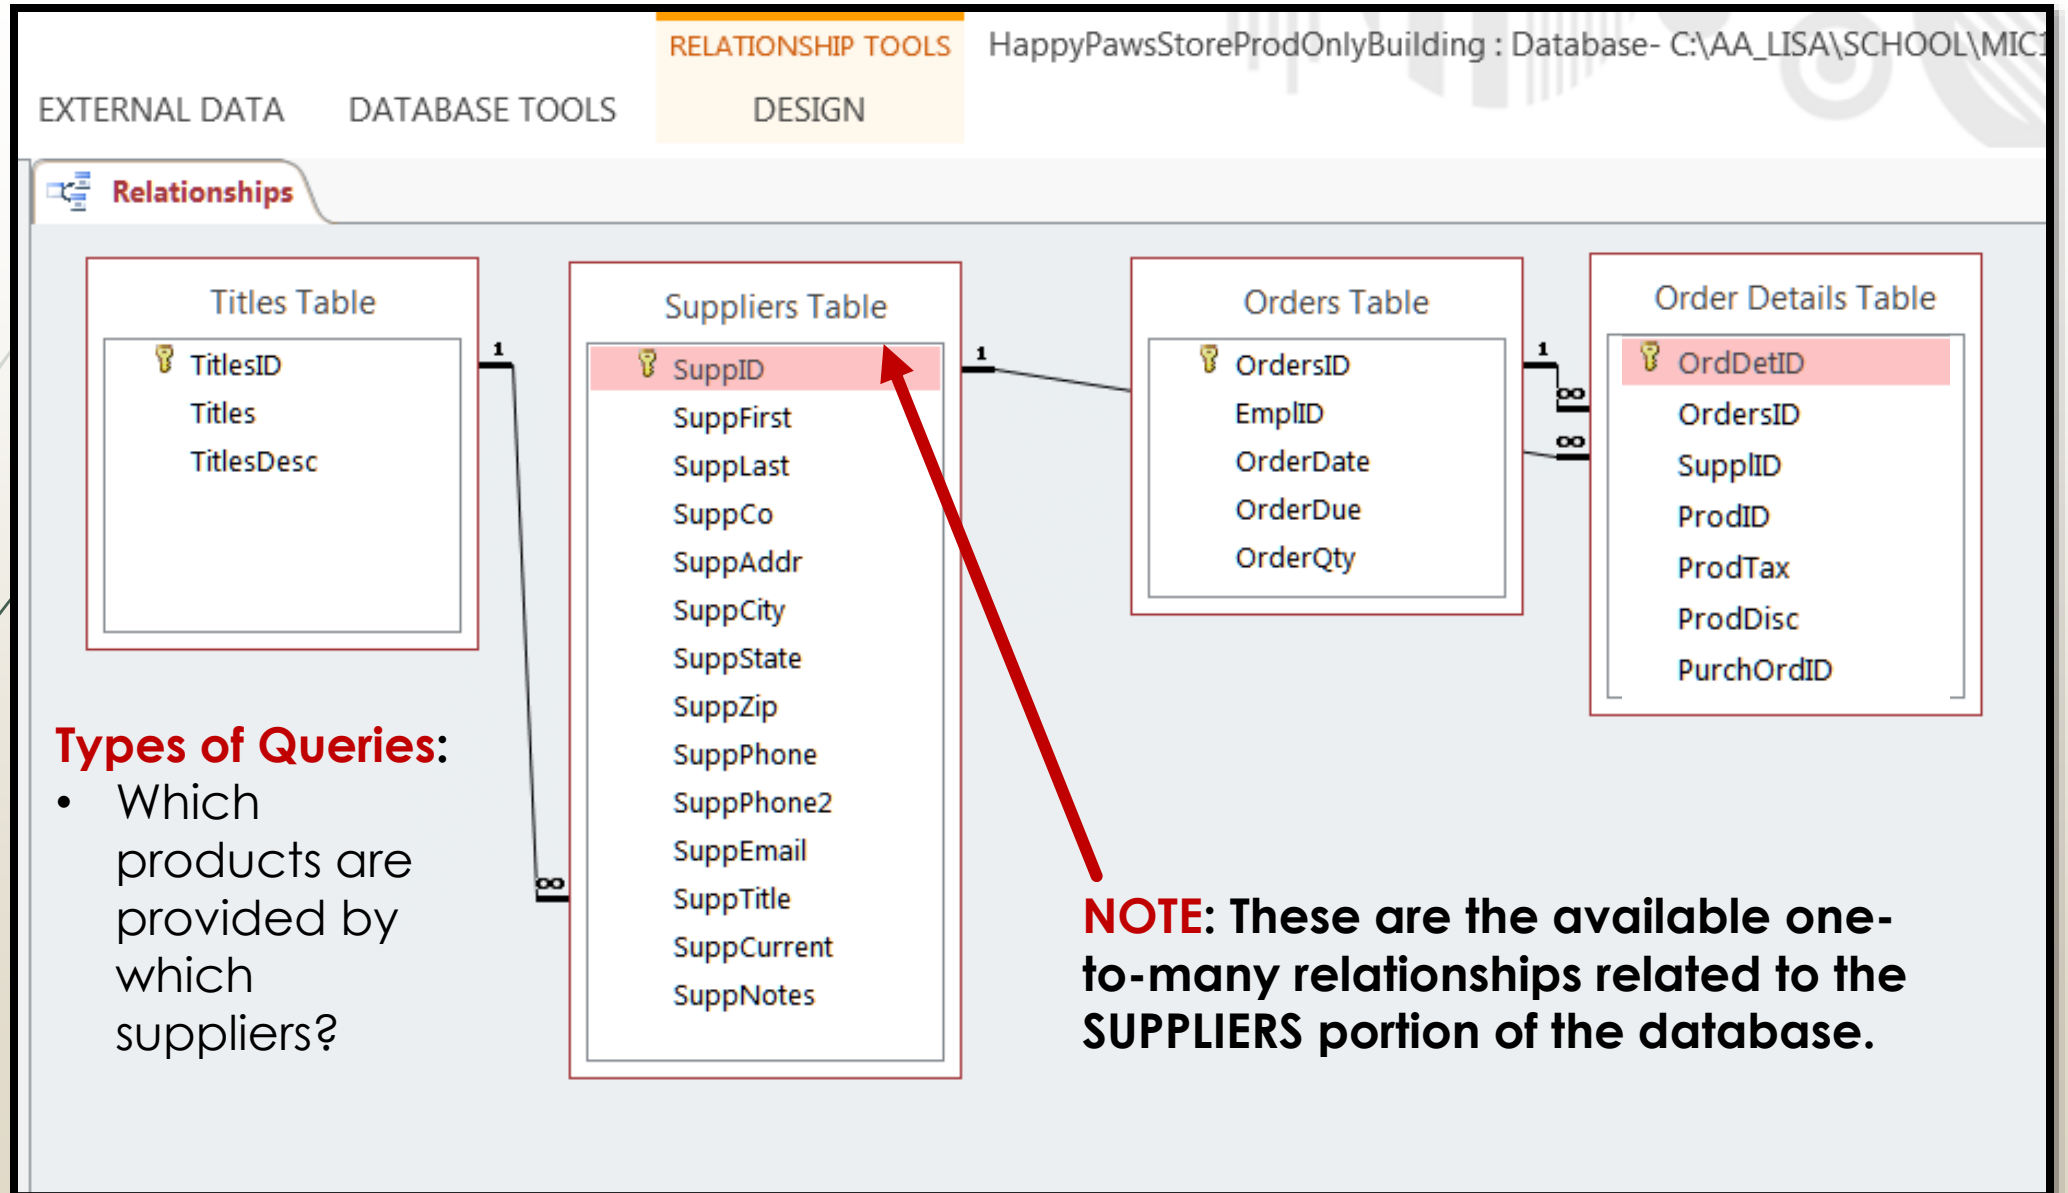 RELATIONSHIP TOOLS
HappyPawsStoreProdOnlyBuilding : Database- C:\AA_LISA\SCHOOL\MIC1
EXTERNAL DATA
DATABASE TOOLS
DESIGN
Relationships
Titles Table
TitlesID
Titles
TitlesDesc
1
∞
Suppliers Table
SuppID
SuppFirst
SuppLast
SuppCo
SuppAddr
SuppCity
SuppState
SuppZip
SuppPhone
SuppPhone2
SuppEmail
SuppTitle
SuppCurrent
SuppNotes
1
Orders Table
OrdersID
EmplID
OrderDate
OrderDue
OrderQty
1
∞
∞
Order Details Table
OrdDetID
OrdersID
SupplID
ProdID
ProdTax
ProdDisc
PurchOrdID
Types of Queries:
• Which
products are
provided by
which
suppliers?
NOTE: These are the available one-
to-many relationships related to the
SUPPLIERS portion of the database.